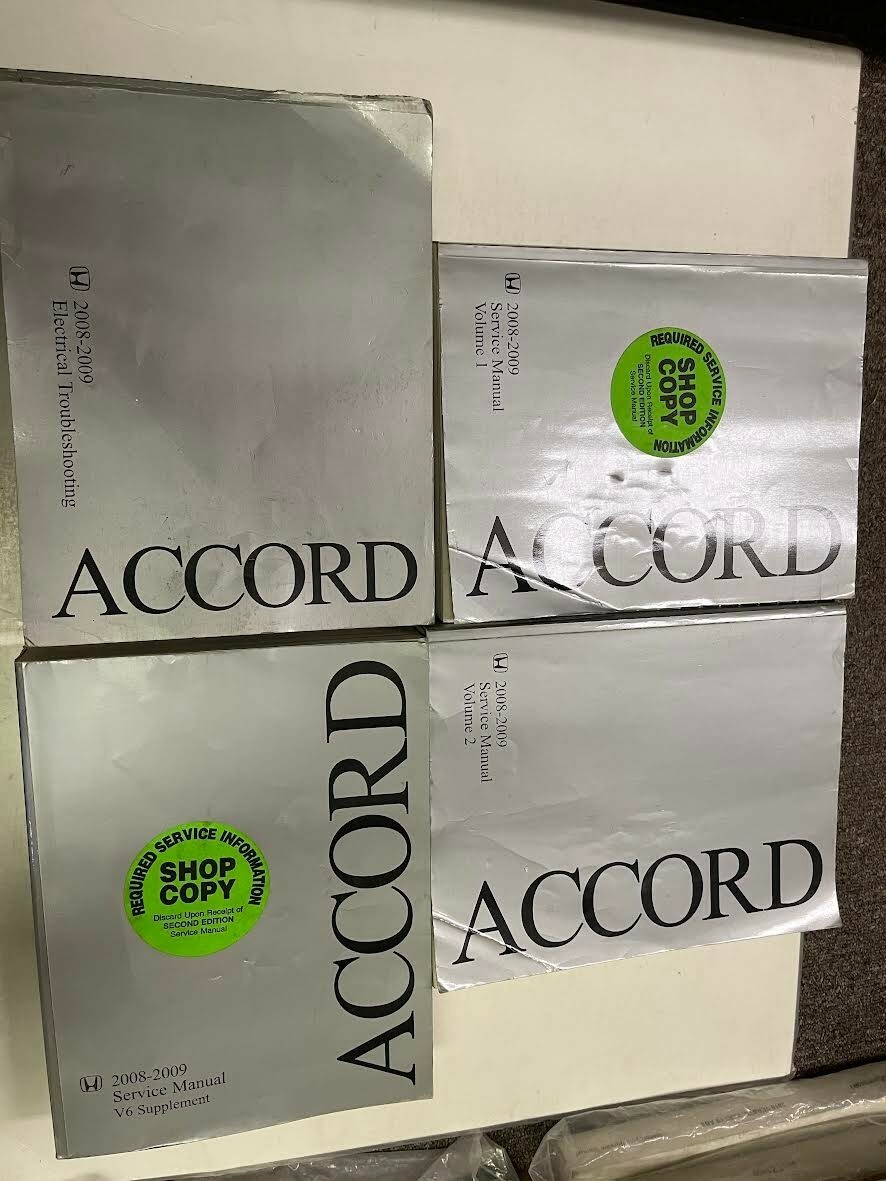 2008-2009
Electrical Troubleshooting
ACCORD
2008-2009
Service Manual
Volume 1
REQUIRED SERVICE INFORMATION
SHOP
COPY
Discard Upon Receipt of
SECOND EDITION
Service Manual
ACCORD
ACCORD
REQUIRED SERVICE INFORMATION
SHOP
COPY
Discard Upon Receipt of
SECOND EDITION
Service Manual
2008-2009
Service Manual
V6 Supplement
2008-2009
Service Manual
Volume 2
ACCORD